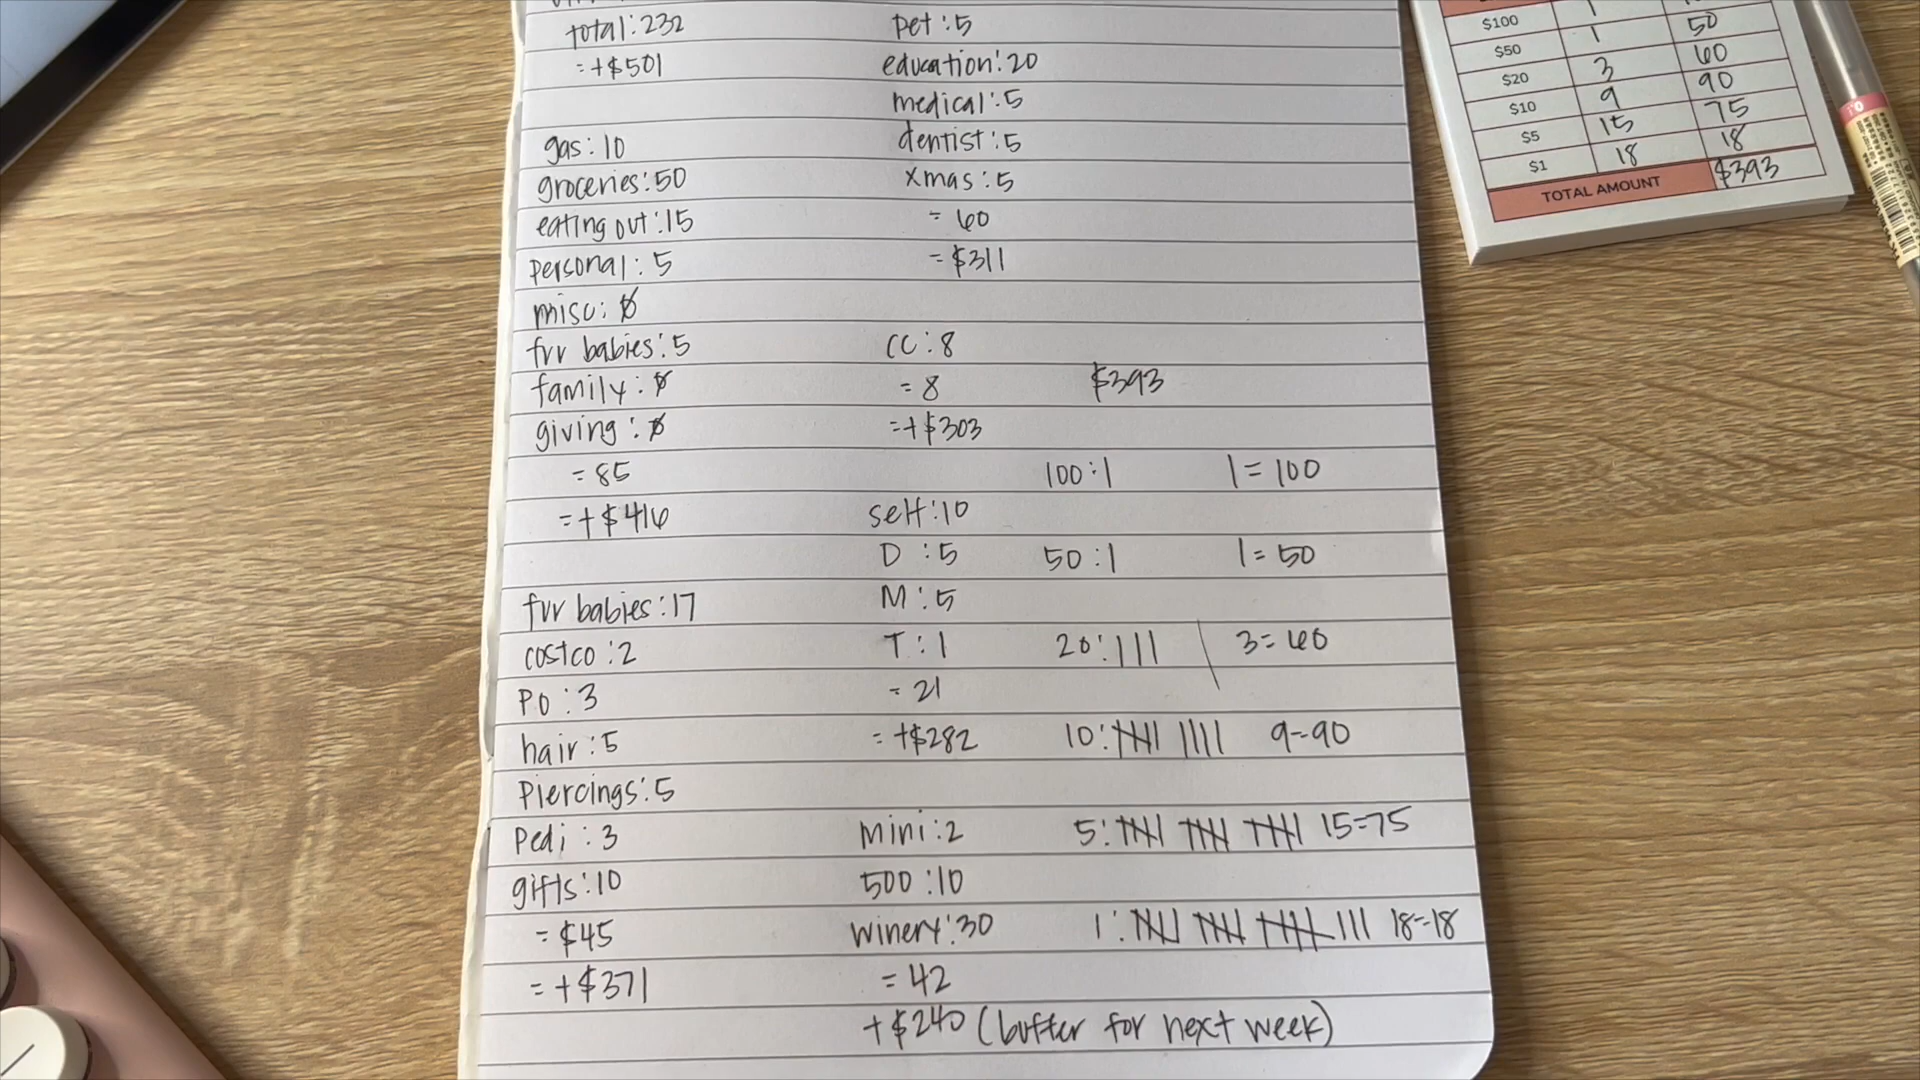 total: 232
=+$501
gas: 10
groceries: 50
eating out: 15
personal: 5
misc: 0
fur babies: 5
family: 0
giving: 0
= 85
=+$416
fur babies: 17
costco: 2
PO: 3
hair: 5
Piercings: 5
Pedi: 3
gifts: 10
= $45
= +$371
pet: 5
education: 20
medical: 5
dentist: 5
xmas: 5
= 60
= $311
CC: 8
= 8
=+$303
self: 10
D: 5
M: 5
T: 1
= 21
= +$282
mini: 2
500: 10
winery: 30
= 42
+$240 (buffer for next week)
$393
100: 1 1=100
50: 1 1=50
20: ||| 3=60
10: |||| |||| 9=90
5: 15=75
1: 18=18
$100 1
$50 1 50
$20 3 60
$10 9 90
$5 15 75
$1 18 18
TOTAL AMOUNT $393